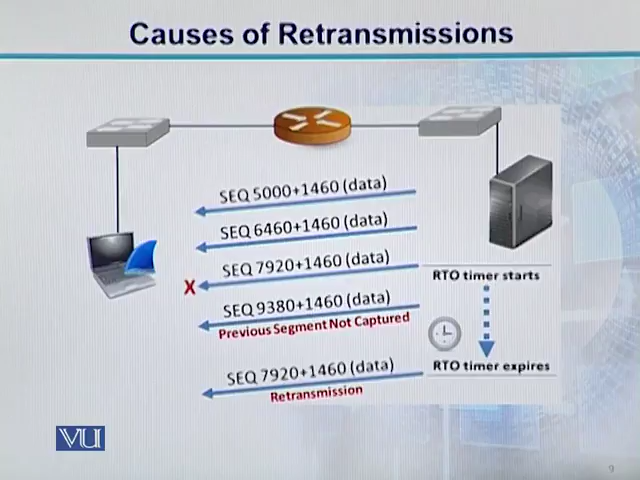 Causes of Retransmissions
SEQ 5000+1460 (data)
SEQ 6460+1460 (data)
SEQ 7920+1460 (data)
X
RTO timer starts
SEQ 9380+1460 (data)
Previous Segment Not Captured
RTO timer expires
SEQ 7920+1460 (data)
Retransmission
VU
9